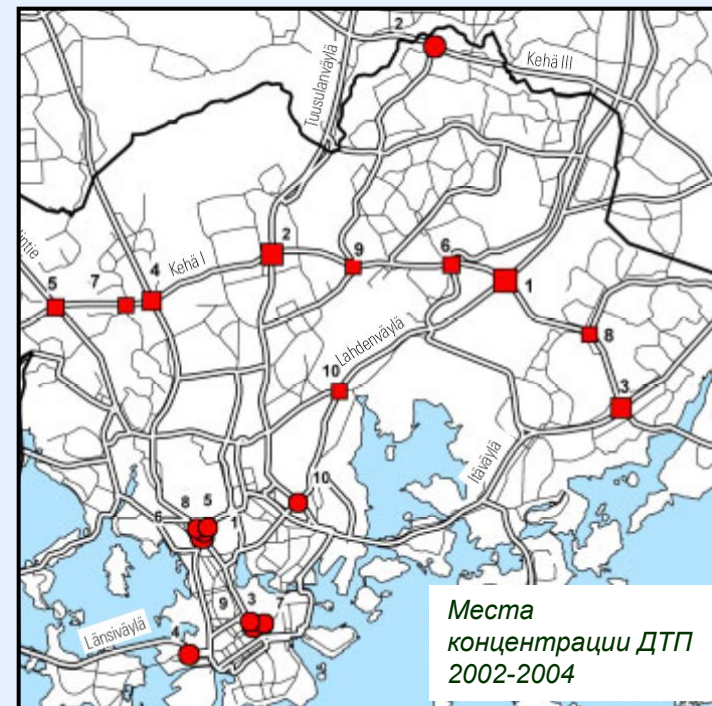 2
Kehä III
Tuusulanväylä
2
9
6
1
Kehä I
4
7
5
intie
8
Lahdenväylä
10
3
Itäväylä
10
8 5
6
1
9
3
7
4
Länsiväylä
Места
концентрации ДТП
2002-2004